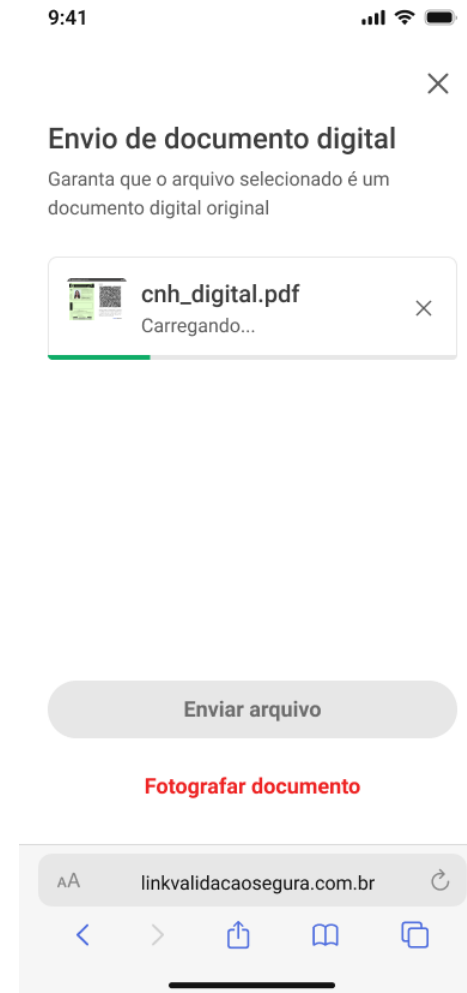 9:41
Envio de documento digital
Garanta que o arquivo selecionado é um
documento digital original
cnh_digital.pdf
Carregando...
Enviar arquivo
Fotografar documento
AA
linkvalidacaosegura.com.br